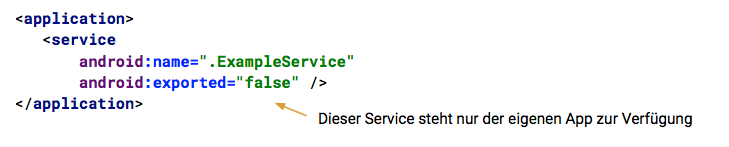 <application>
<service
android:name=".ExampleService"
android:exported="false" />
</application>
Dieser Service steht nur der eigenen App zur Verfügung